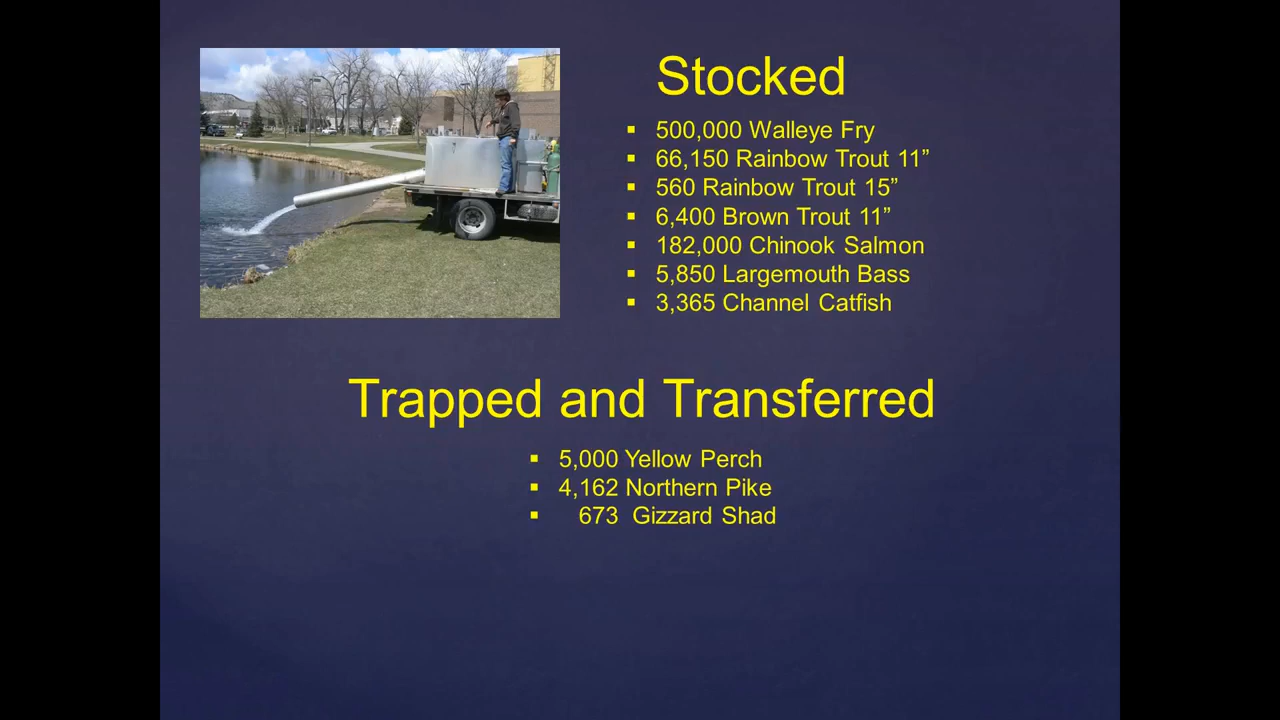 Stocked
▪ 500,000 Walleye Fry
▪ 66,150 Rainbow Trout 11”
▪ 560 Rainbow Trout 15”
▪ 6,400 Brown Trout 11”
▪ 182,000 Chinook Salmon
▪ 5,850 Largemouth Bass
▪ 3,365 Channel Catfish
Trapped and Transferred
▪ 5,000 Yellow Perch
▪ 4,162 Northern Pike
▪ 673 Gizzard Shad